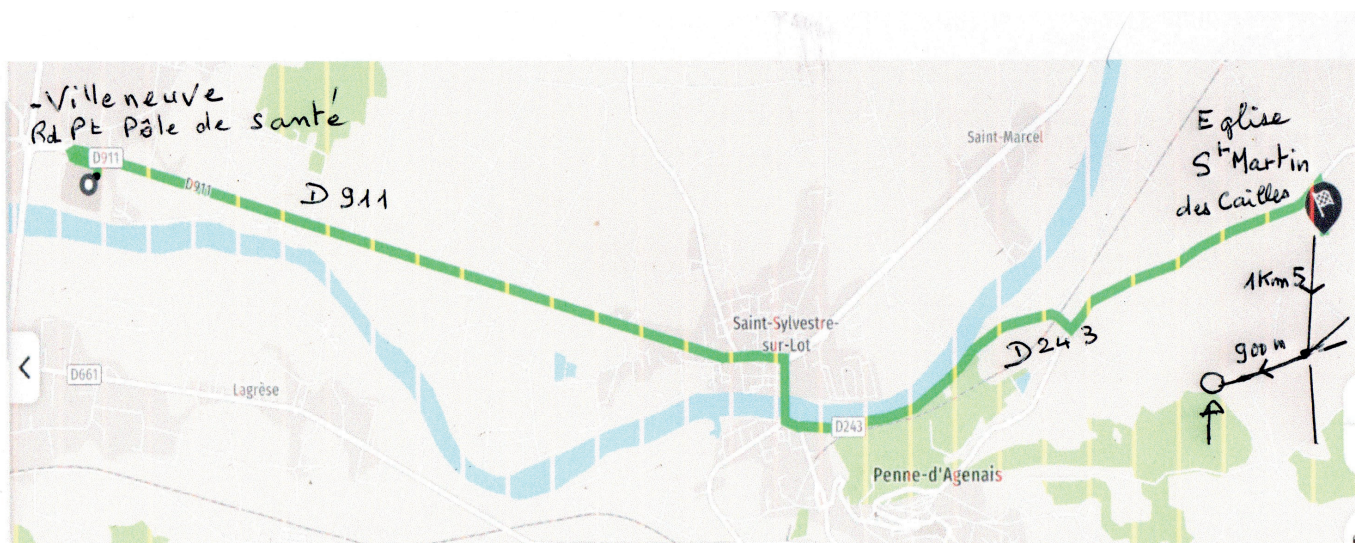 -Villeneuve
Rd Pt Pôle de santé
D911
D911
D 911
Saint-Marcel
Eglise
St Martin
des Cailles
1Km5
900 m
Saint-Sylvestre-
sur-Lot
D 243
D661
Lagrèse
D243
Penne-d'Agenais